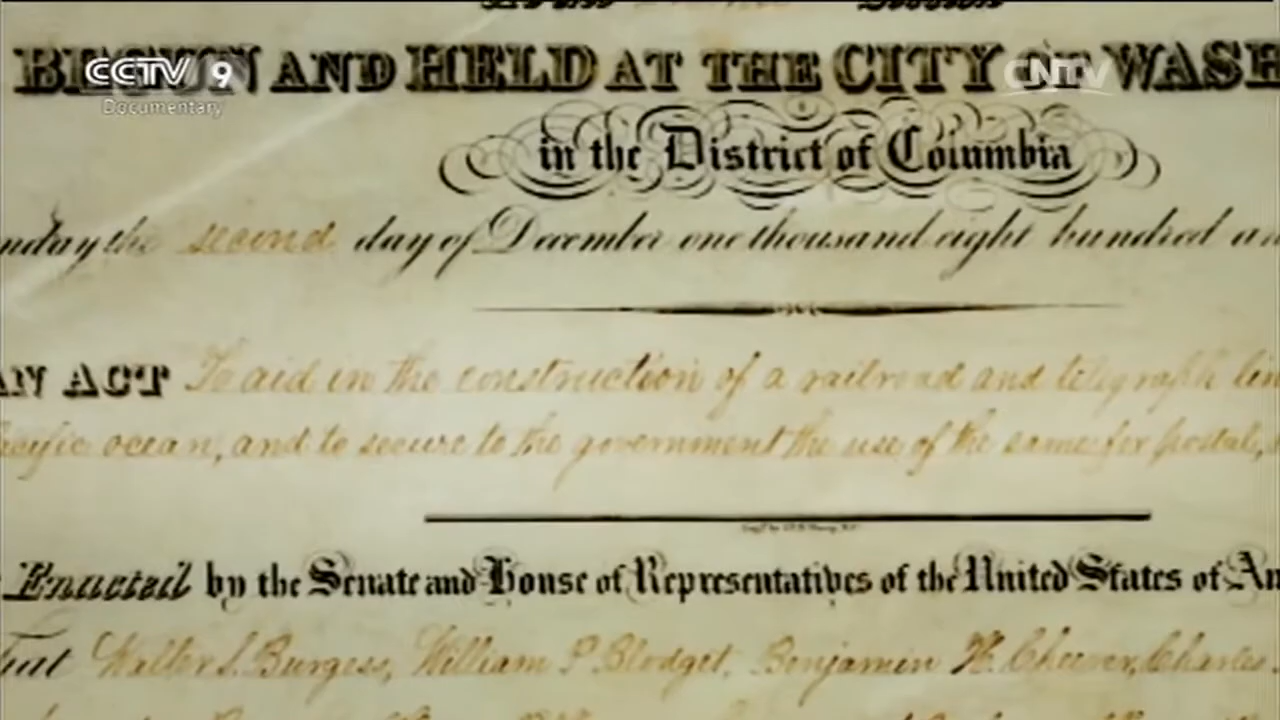 BEGUN AND HELD AT THE CITY OF WASH
CCTV 9
Documentary
CNTV
in the District of Columbia
nday the second day of December one thousand eight hundred a
AN ACT To aid in the construction of a railroad and telegraph lin
acific ocean, and to secure to the government the use of the same for postal,
Enacted by the Senate and House of Representatives of the United States of Am
That Walter S. Burgess, William P. Blodget, Benjamin H. Cheever, Charles